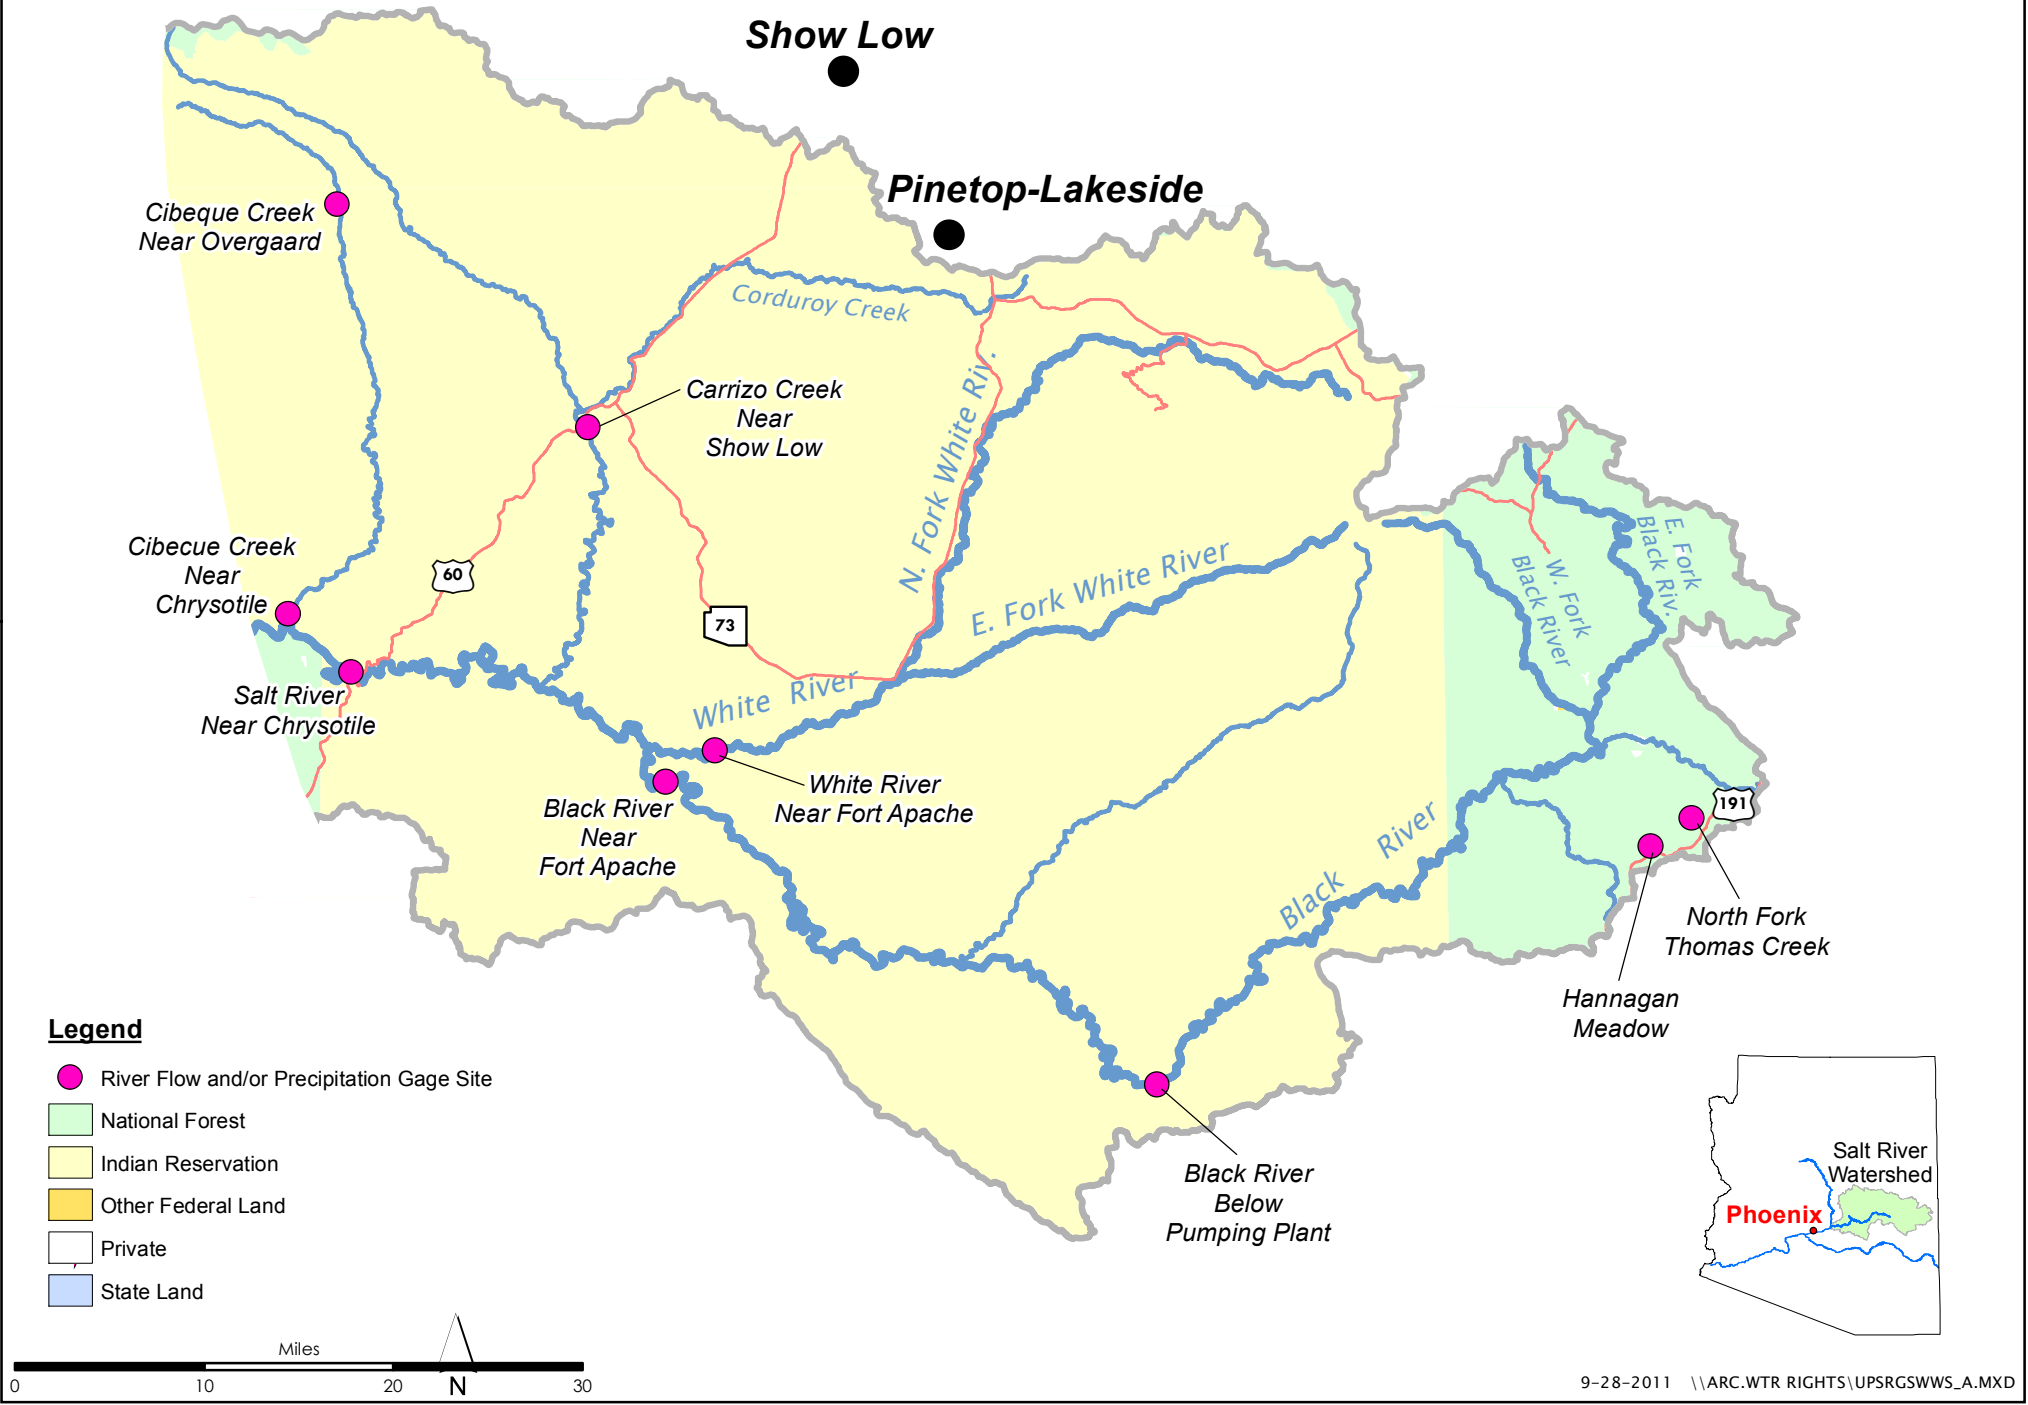 Show Low
Pinetop-Lakeside
Cibeque Creek
Near Overgaard
Corduroy Creek
Carrizo Creek
Near
Show Low
N. Fork White Riv.
E. Fork
Black Riv.
W. Fork
Black River
Cibecue Creek
Near
Chrysotile
60
E. Fork White River
73
Salt River
Near Chrysotile
White River
White River
Near Fort Apache
Black River
Near
Fort Apache
Black River
191
North Fork
Thomas Creek
Hannagan
Meadow
Black River
Below
Pumping Plant
Legend
River Flow and/or Precipitation Gage Site
National Forest
Indian Reservation
Other Federal Land
Private
State Land
Salt River
Watershed
Phoenix
Miles
0 10 20 30
N
9-28-2011 \\ARC.WTR RIGHTS\UPSRGSWWS_A.MXD